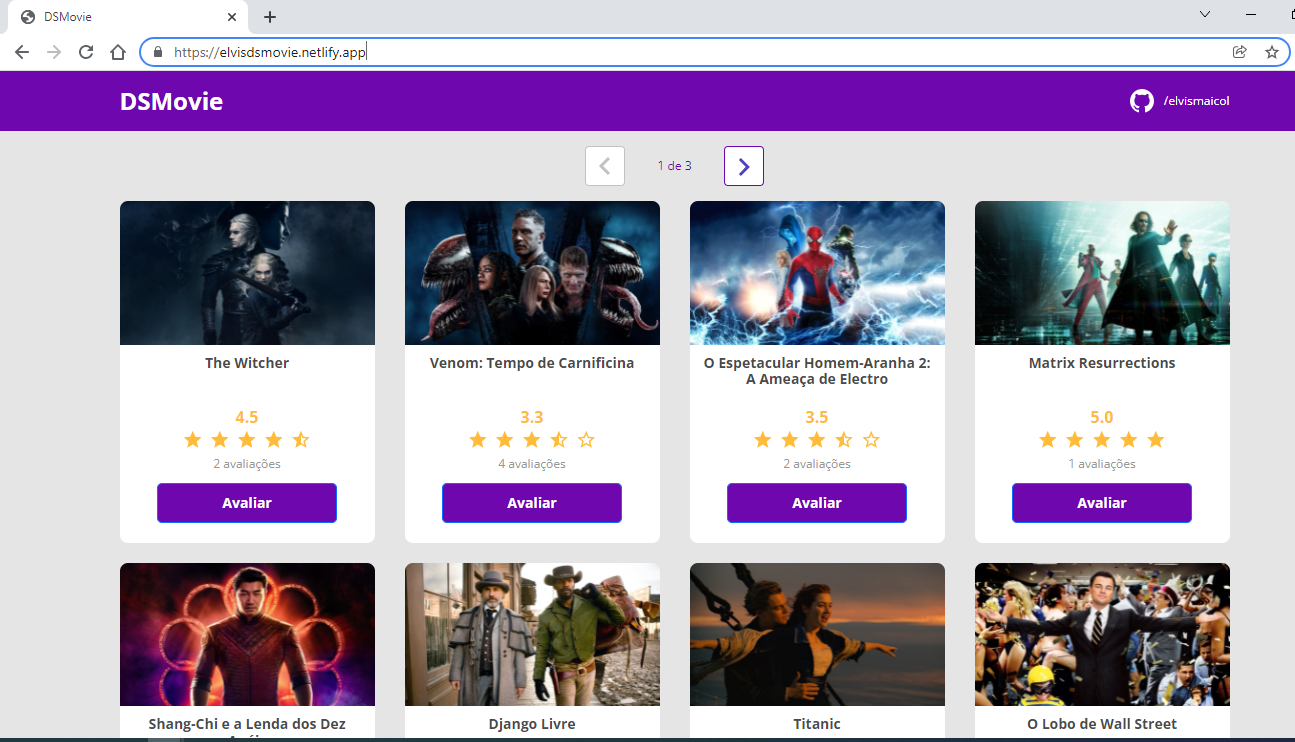 DSMovie
https://elvisdsmovie.netlify.app
DSMovie
/elvismaicol
1 de 3
The Witcher
4.5
2 avaliações
Avaliar
Venom: Tempo de Carnificina
3.3
4 avaliações
Avaliar
O Espetacular Homem-Aranha 2:
A Ameaça de Electro
3.5
2 avaliações
Avaliar
Matrix Resurrections
5.0
1 avaliações
Avaliar
Shang-Chi e a Lenda dos Dez
Django Livre
Titanic
O Lobo de Wall Street